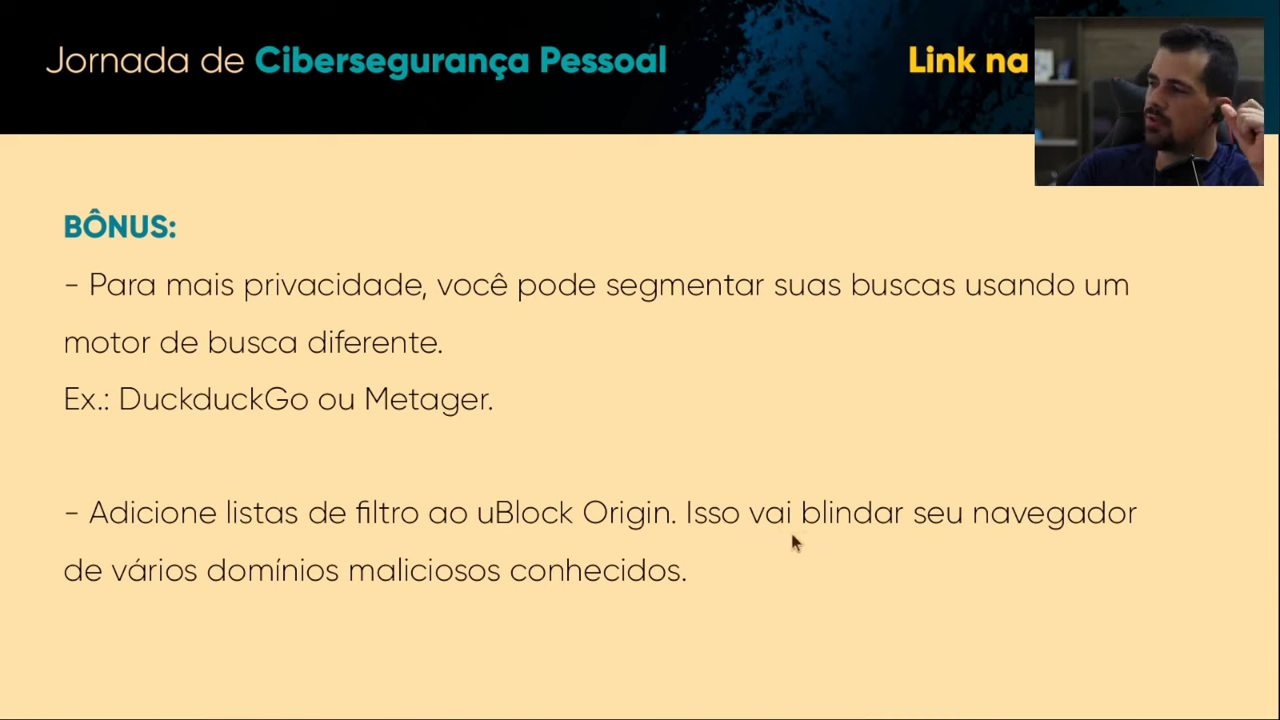 Jornada de Cibersegurança Pessoal
Link na
BÔNUS:
- Para mais privacidade, você pode segmentar suas buscas usando um
motor de busca diferente.
Ex.: DuckduckGo ou Metager.
- Adicione listas de filtro ao uBlock Origin. Isso vai blindar seu navegador
de vários domínios maliciosos conhecidos.